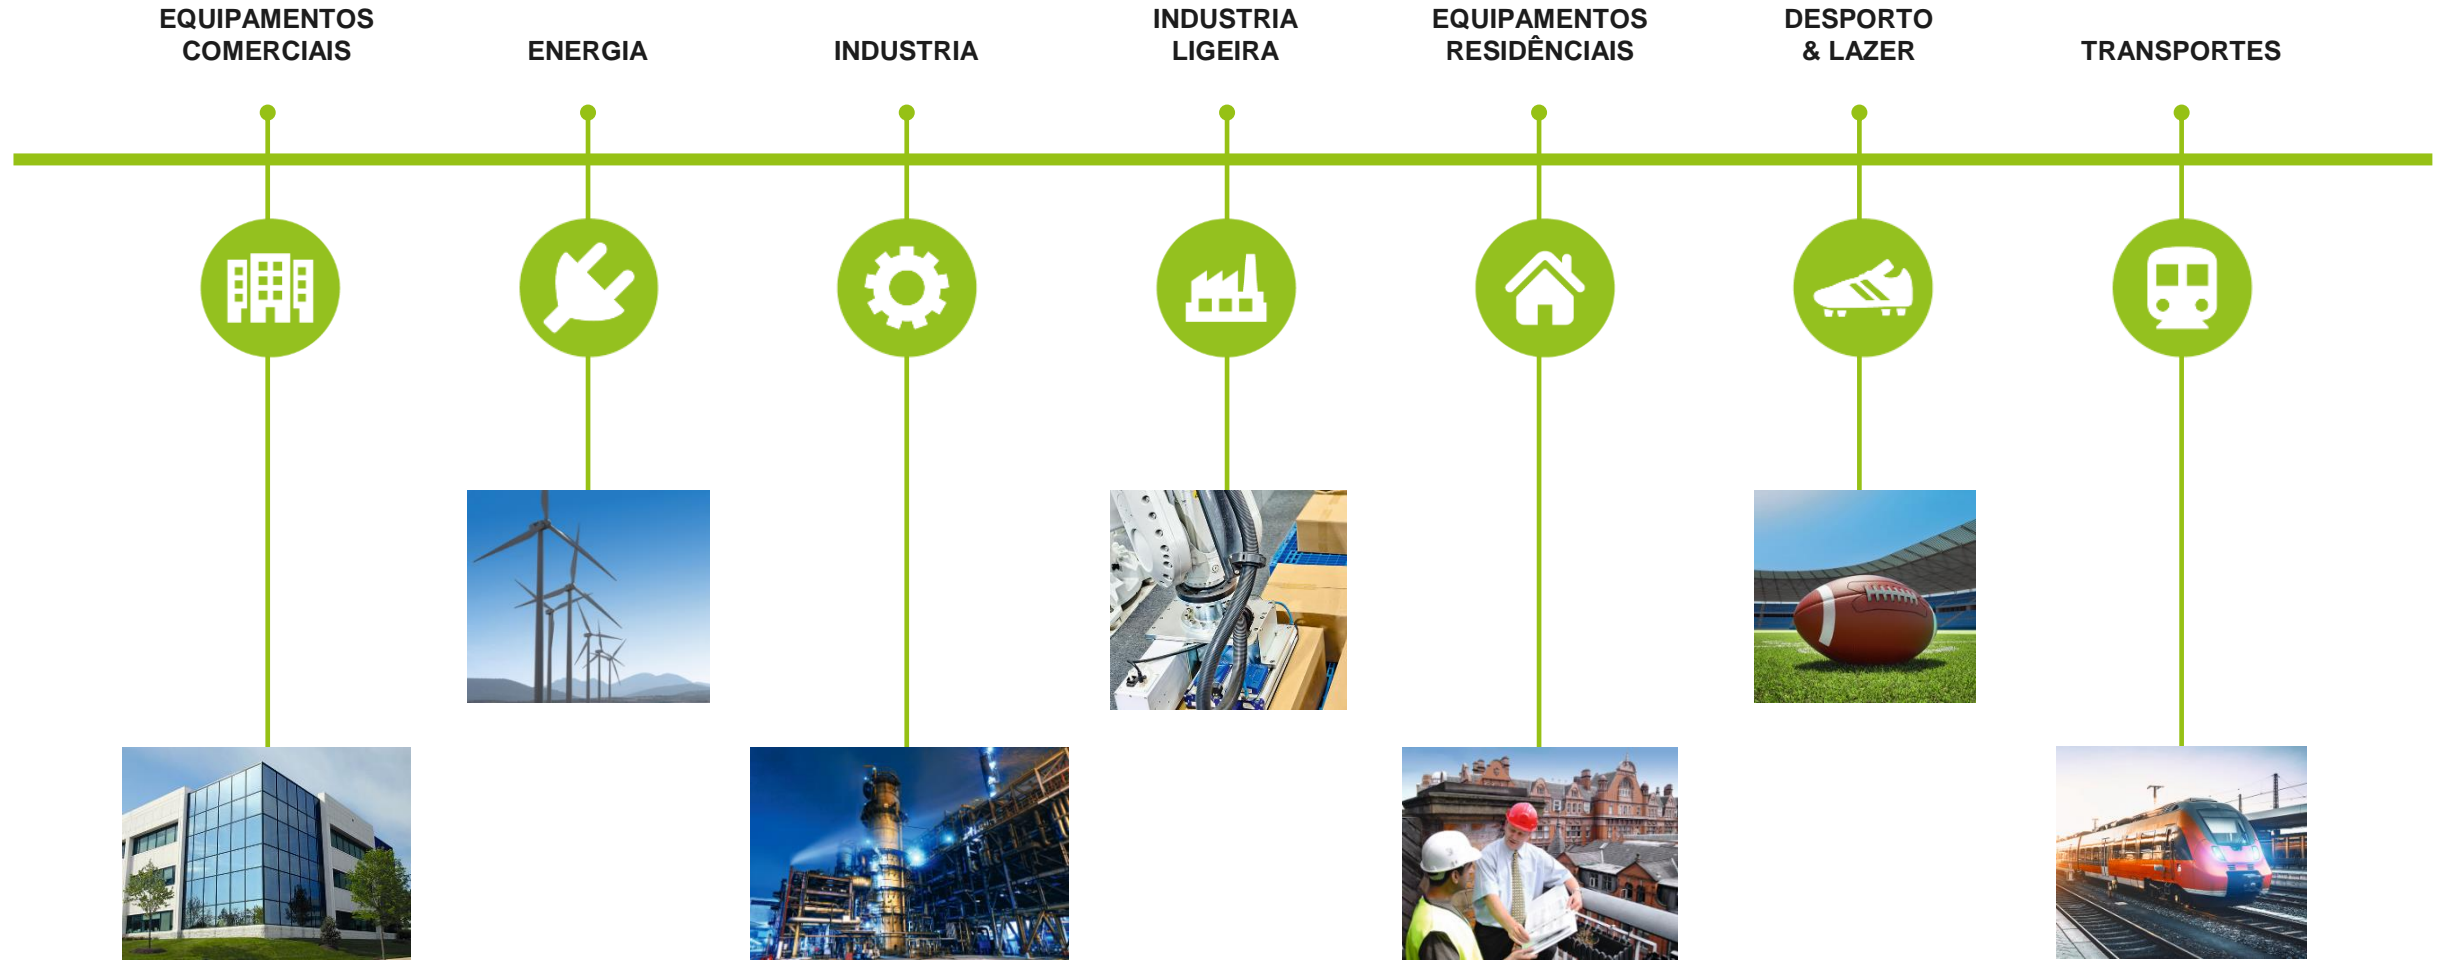 EQUIPAMENTOS
COMERCIAIS
ENERGIA
INDUSTRIA
INDUSTRIA
LIGEIRA
EQUIPAMENTOS
RESIDÊNCIAIS
DESPORTO
& LAZER
TRANSPORTES